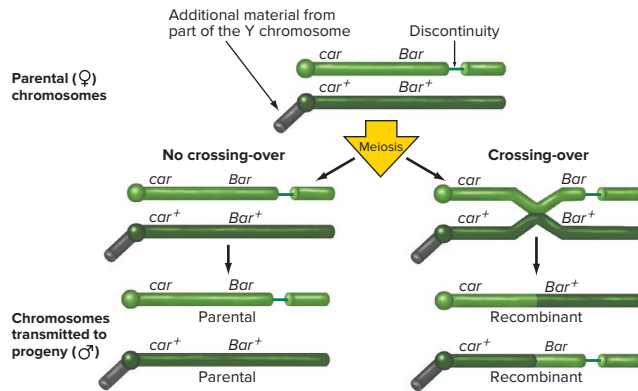 Additional material from
part of the Y chromosome
Discontinuity
car Bar
Parental (♀)
chromosomes
car+ Bar+
Meiosis
No crossing-over
Crossing-over
car Bar
car Bar
car+ Bar+
car+ Bar+
car Bar
car Bar+
Chromosomes
transmitted to
progeny (♂)
Parental
Recombinant
car+ Bar+
car+ Bar
Parental
Recombinant